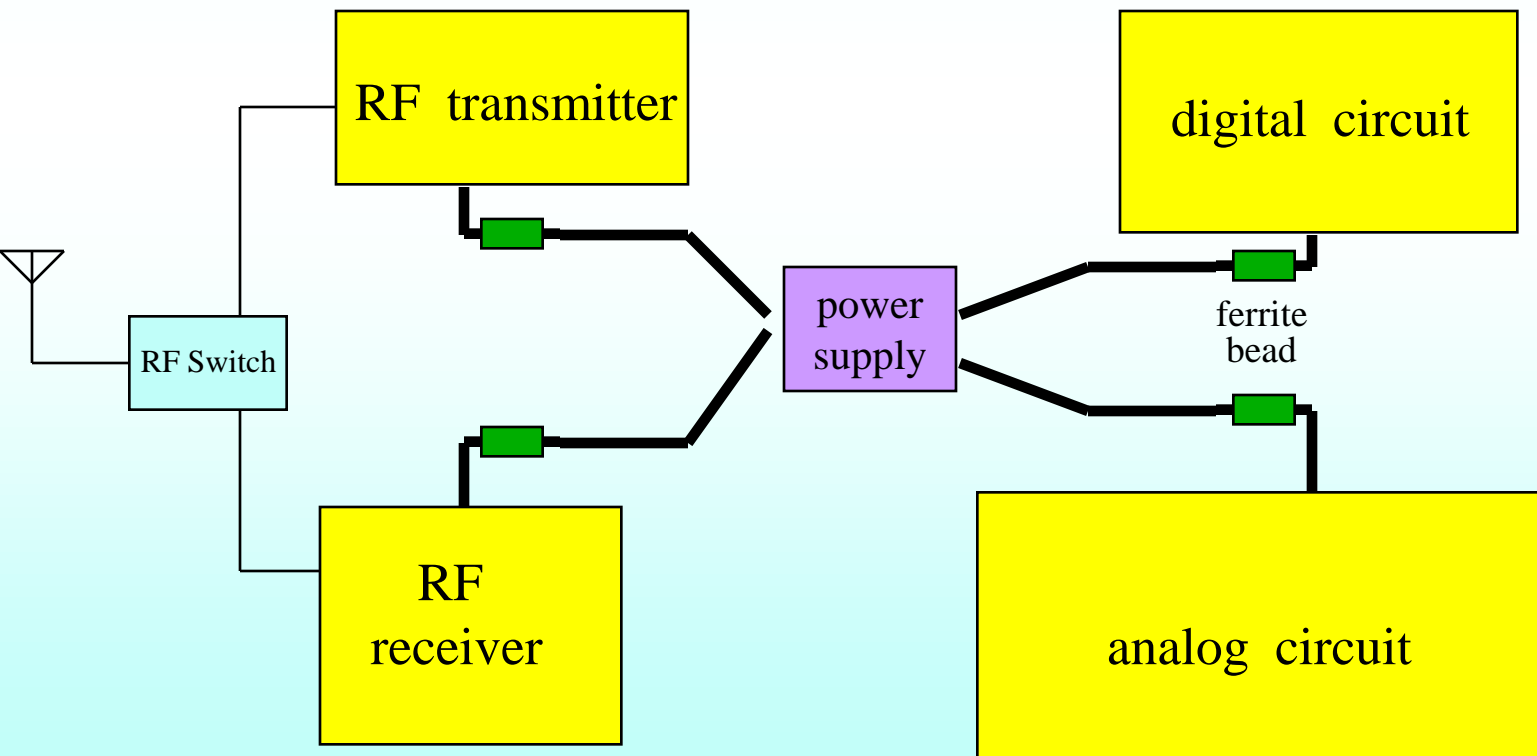 RF transmitter
digital circuit
power
supply
ferrite
bead
RF Switch
RF
receiver
analog circuit